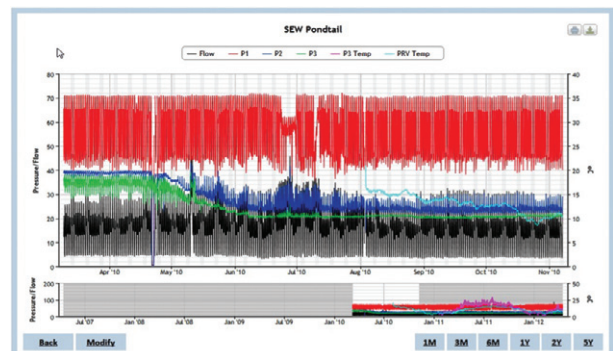 SEW Pondtail
Flow P1 P2 P3 P3 Temp PRV Temp
80 40
70 35
60 30
50 25
40 20
30 15
20 10
10 5
0 0
Pressure/Flow
Apr '10 May '10 Jun '10 Jul '10 Aug '10 Sep '10 Oct '10 Nov '10
200 50
100 25
0 0
Pressure/Flow
Jul '07 Jan '08 Jul '08 Jan '09 Jul '09 Jan '10 Jul '10 Jan '11 Jul '11 Jan '12
Back Modify 1M 3M 6M 1Y 2Y 5Y